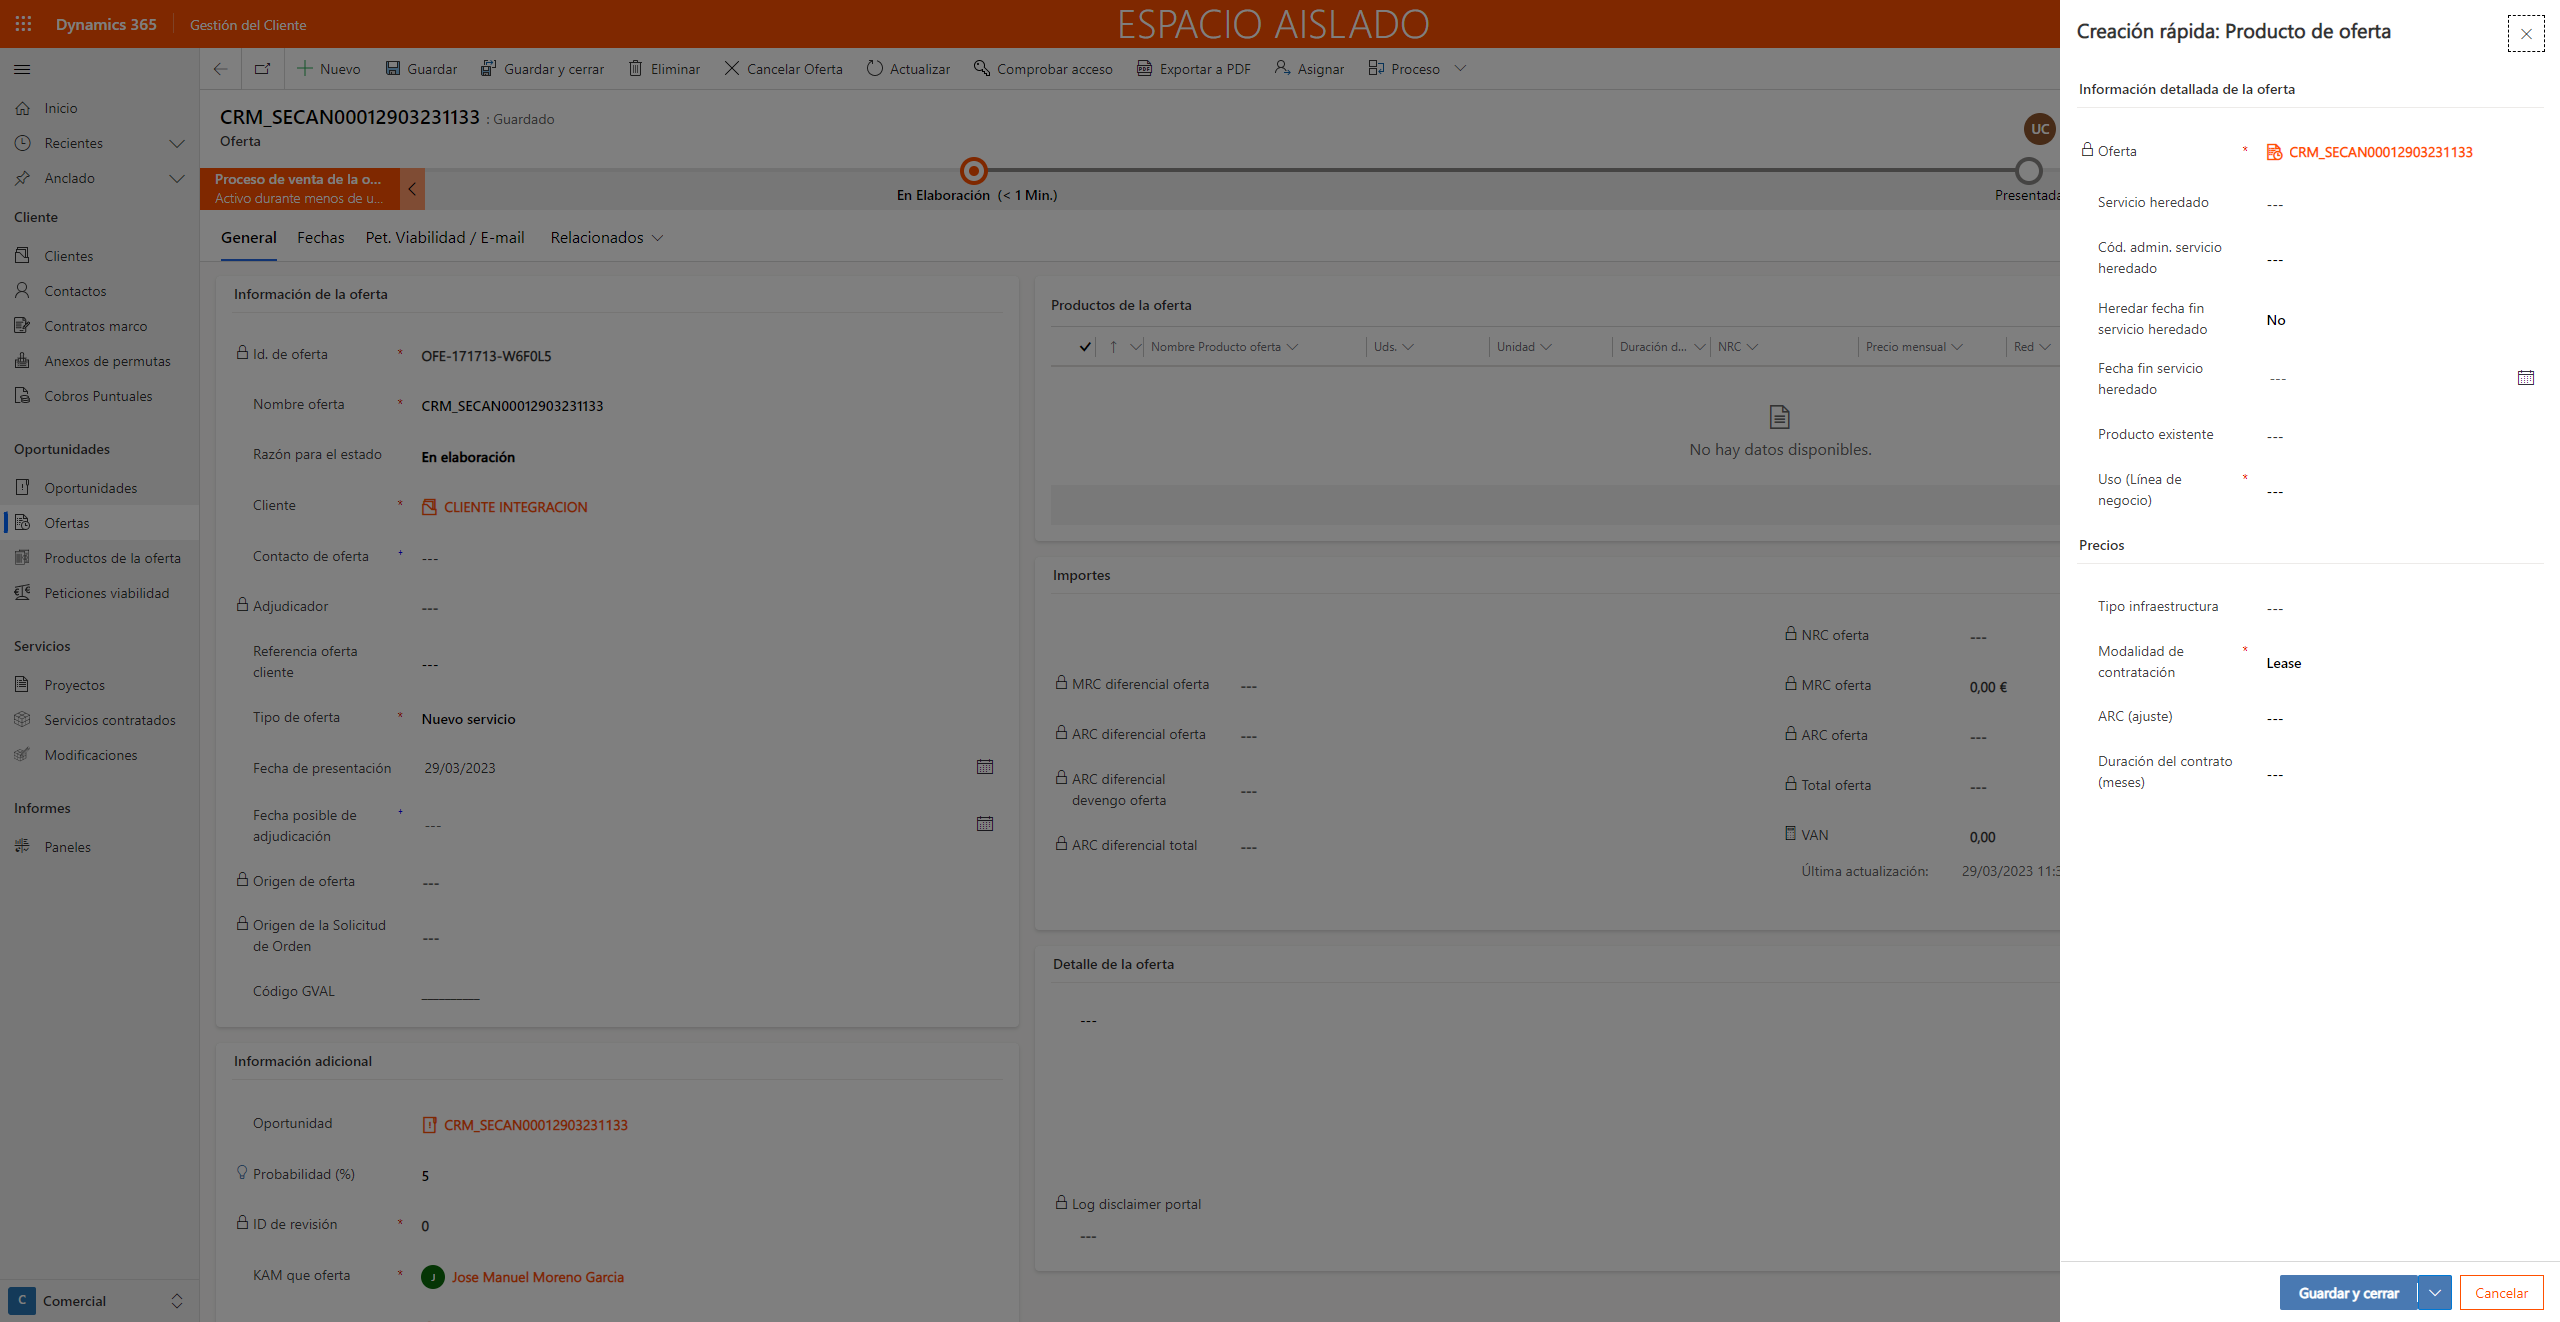 Dynamics 365
Gestión del Cliente
ESPACIO AISLADO
Nuevo
Guardar
Guardar y cerrar
Eliminar
Cancelar Oferta
Actualizar
Comprobar acceso
Exportar a PDF
Asignar
Proceso
Inicio
Recientes
Anclado
Cliente
Clientes
Contactos
Contratos marco
Anexos de permutas
Cobros Puntuales
Oportunidades
Oportunidades
Ofertas
Productos de la oferta
Peticiones viabilidad
Servicios
Proyectos
Servicios contratados
Modificaciones
Informes
Paneles
C Comercial
CRM_SECAN00012903231133 : Guardado
Oferta
UC
Proceso de venta de la o...
Activo durante menos de u...
En Elaboración (< 1 Min.)
Presentada
General
Fechas
Pet. Viabilidad / E-mail
Relacionados
Información de la oferta
Id. de oferta * OFE-171713-W6F0L5
Nombre oferta * CRM_SECAN00012903231133
Razón para el estado En elaboración
Cliente * CLIENTE INTEGRACION
Contacto de oferta + ---
Adjudicador ---
Referencia oferta
cliente ---
Tipo de oferta * Nuevo servicio
Fecha de presentación 29/03/2023
Fecha posible de
adjudicación + ---
Origen de oferta ---
Origen de la Solicitud
de Orden ---
Código GVAL ________
Información adicional
Oportunidad CRM_SECAN00012903231133
Probabilidad (%) 5
ID de revisión * 0
KAM que oferta * J Jose Manuel Moreno Garcia
Productos de la oferta
Nombre Producto oferta
Uds.
Unidad
Duración d...
NRC
Precio mensual
Red
No hay datos disponibles.
Importes
NRC oferta ---
MRC diferencial oferta --- MRC oferta 0,00 €
ARC diferencial oferta --- ARC oferta ---
ARC diferencial
devengo oferta --- Total oferta ---
ARC diferencial total --- VAN 0,00
Última actualización: 29/03/2023 11:3
Detalle de la oferta
---
Log disclaimer portal
---
Creación rápida: Producto de oferta
Información detallada de la oferta
Oferta * CRM_SECAN00012903231133
Servicio heredado ---
Cód. admin. servicio
heredado ---
Heredar fecha fin
servicio heredado No
Fecha fin servicio
heredado ---
Producto existente ---
Uso (Línea de
negocio) * ---
Precios
Tipo infraestructura ---
Modalidad de
contratación * Lease
ARC (ajuste) ---
Duración del contrato
(meses) ---
Guardar y cerrar
Cancelar